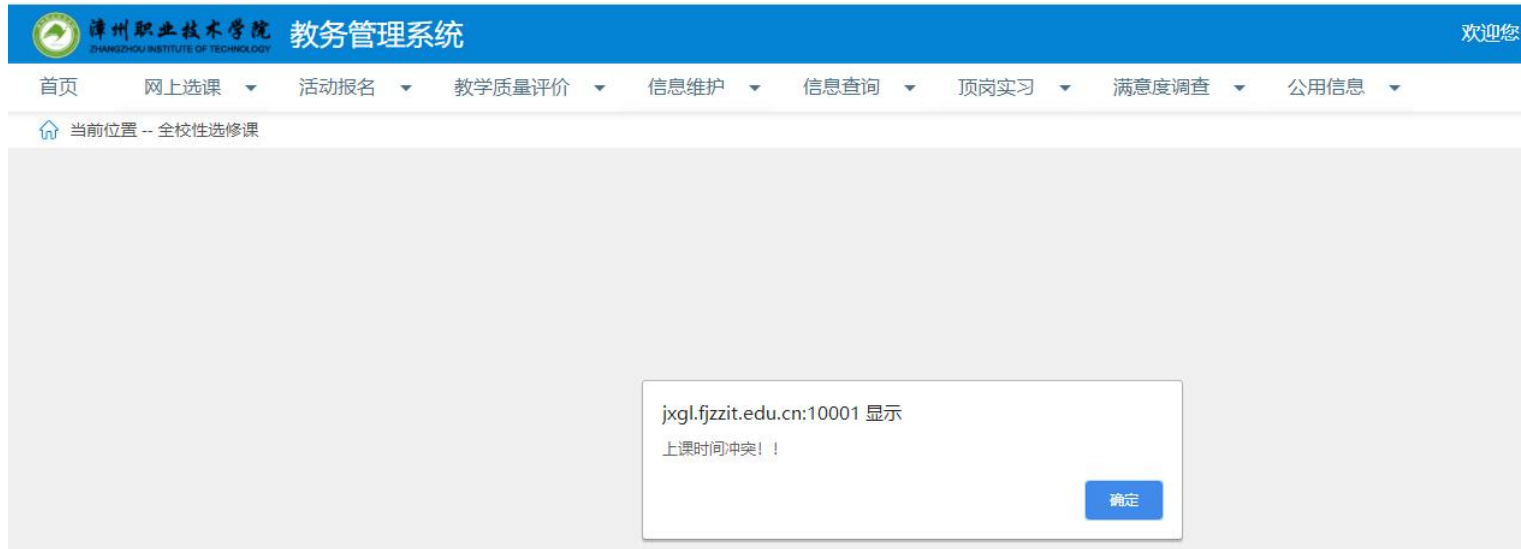 漳州职业技术学院
ZHANGZHOU INSTITUTE OF TECHNOLOGY
教务管理系统
欢迎您
首页 网上选课 活动报名 教学质量评价 信息维护 信息查询 顶岗实习 满意度调查 公用信息
当前位置 -- 全校性选修课
jxgl.fjzzit.edu.cn:10001 显示
上课时间冲突！！
确定